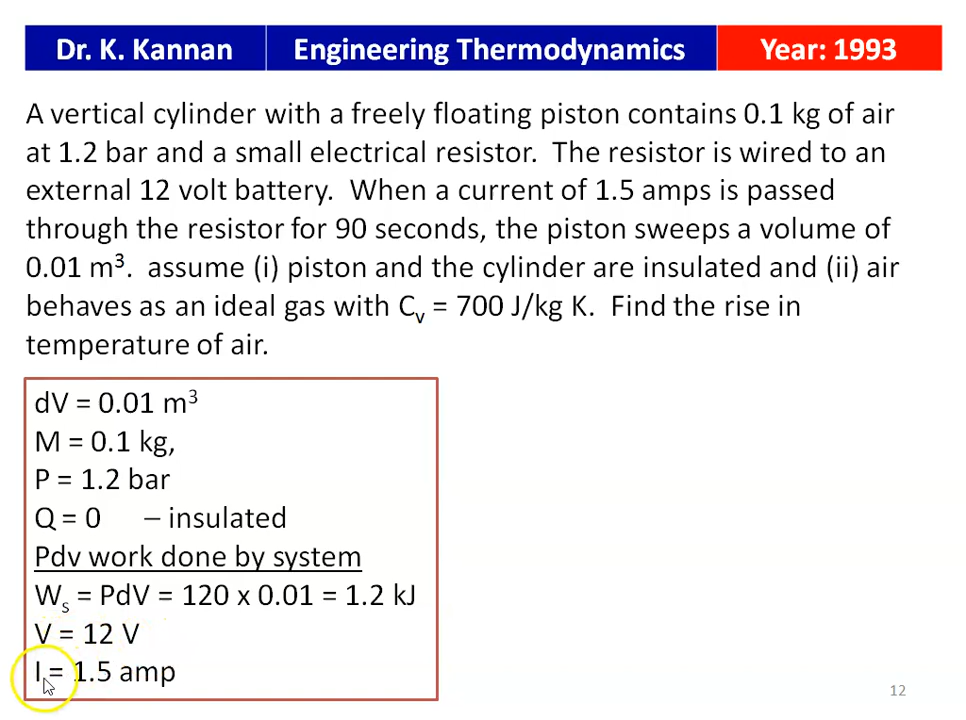 Dr. K. Kannan Engineering Thermodynamics Year: 1993
A vertical cylinder with a freely floating piston contains 0.1 kg of air
at 1.2 bar and a small electrical resistor. The resistor is wired to an
external 12 volt battery. When a current of 1.5 amps is passed
through the resistor for 90 seconds, the piston sweeps a volume of
0.01 m³. assume (i) piston and the cylinder are insulated and (ii) air
behaves as an ideal gas with Cᵥ = 700 J/kg K. Find the rise in
temperature of air.
dV = 0.01 m³
M = 0.1 kg,
P = 1.2 bar
Q = 0 – insulated
Pdv work done by system
Wₛ = PdV = 120 x 0.01 = 1.2 kJ
V = 12 V
I = 1.5 amp
12